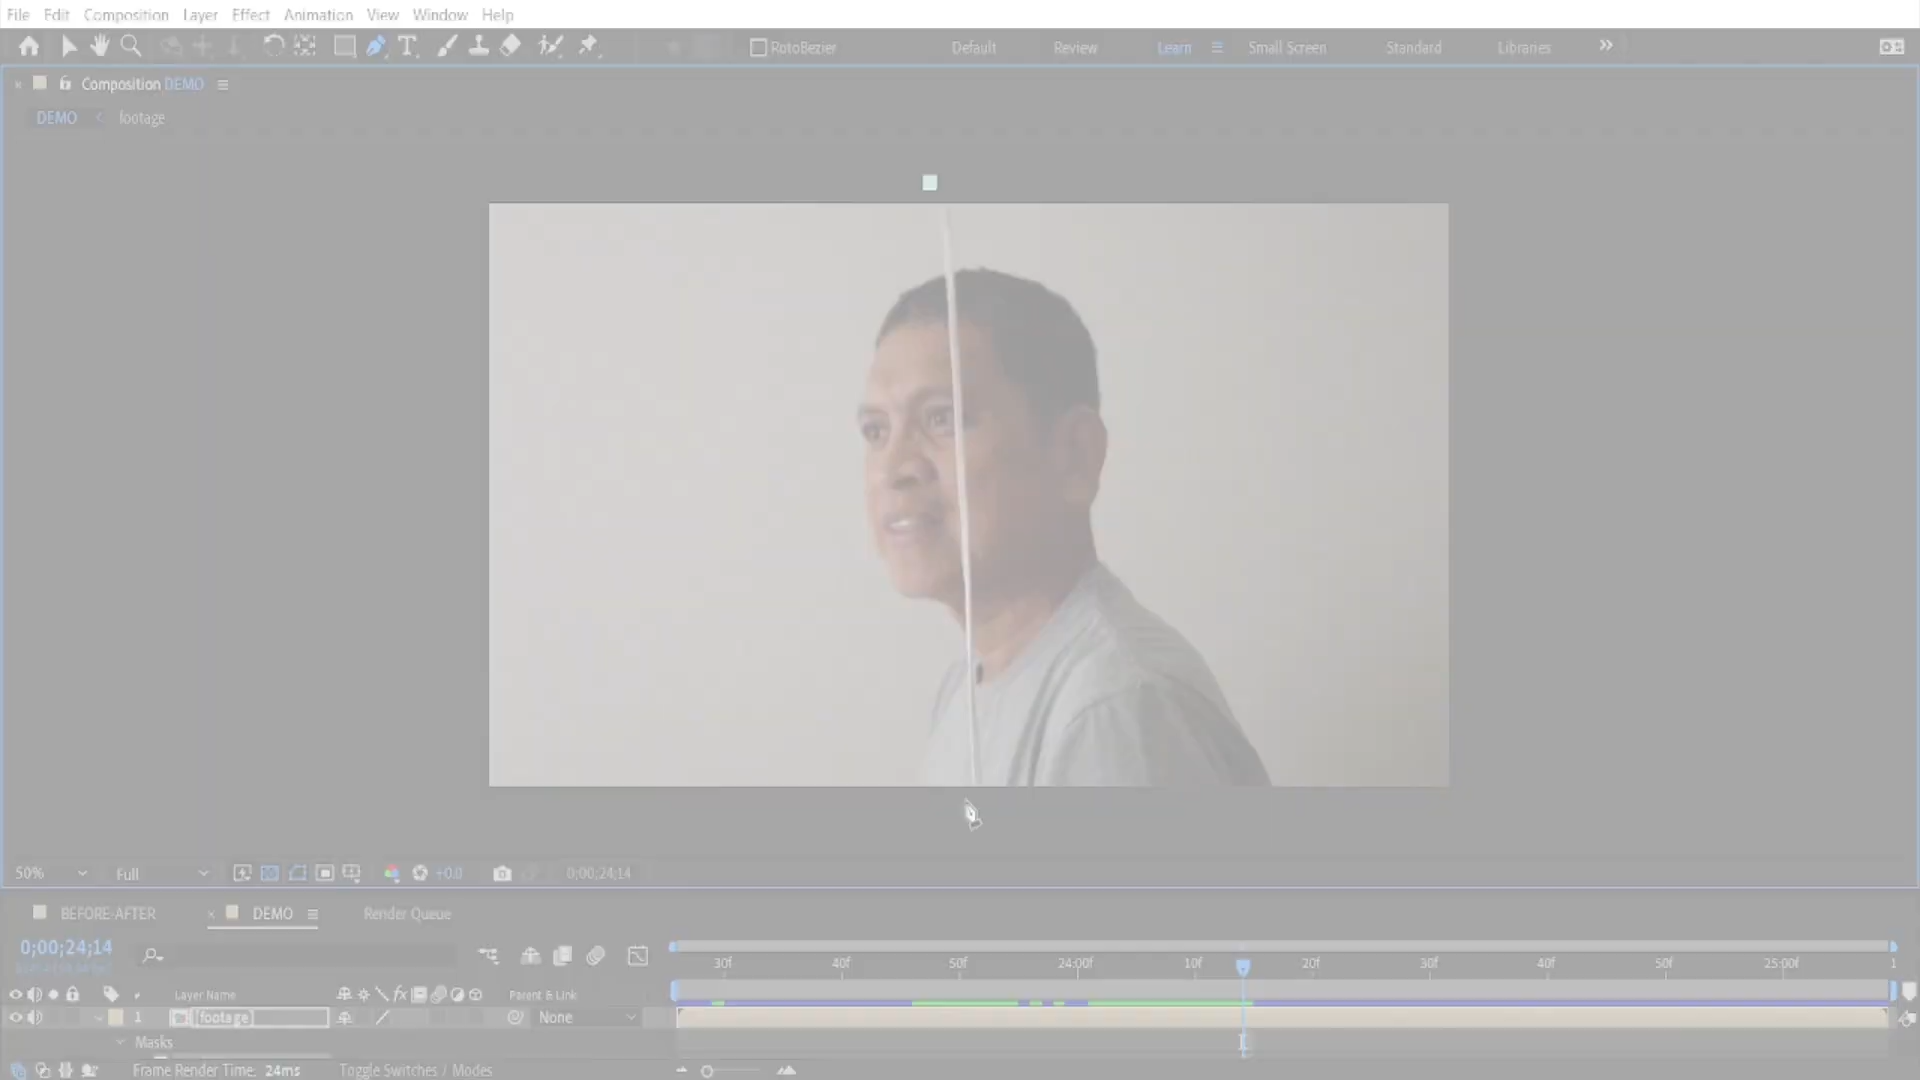 File Edit Composition Layer Effect Animation View Window Help
RotoBezier Default Review Learn Small Screen Standard Libraries
Composition DEMO
DEMO footage
50% Full +0.0 0;00;24;14
BEFORE-AFTER DEMO Render Queue
0;00;24;14
30f 40f 50f 24:00f 10f 20f 30f 40f 50f 25:00f 1
# Layer Name fx Parent & Link
1 [footage] None
Masks
Frame Render Time: 24ms Toggle Switches / Modes